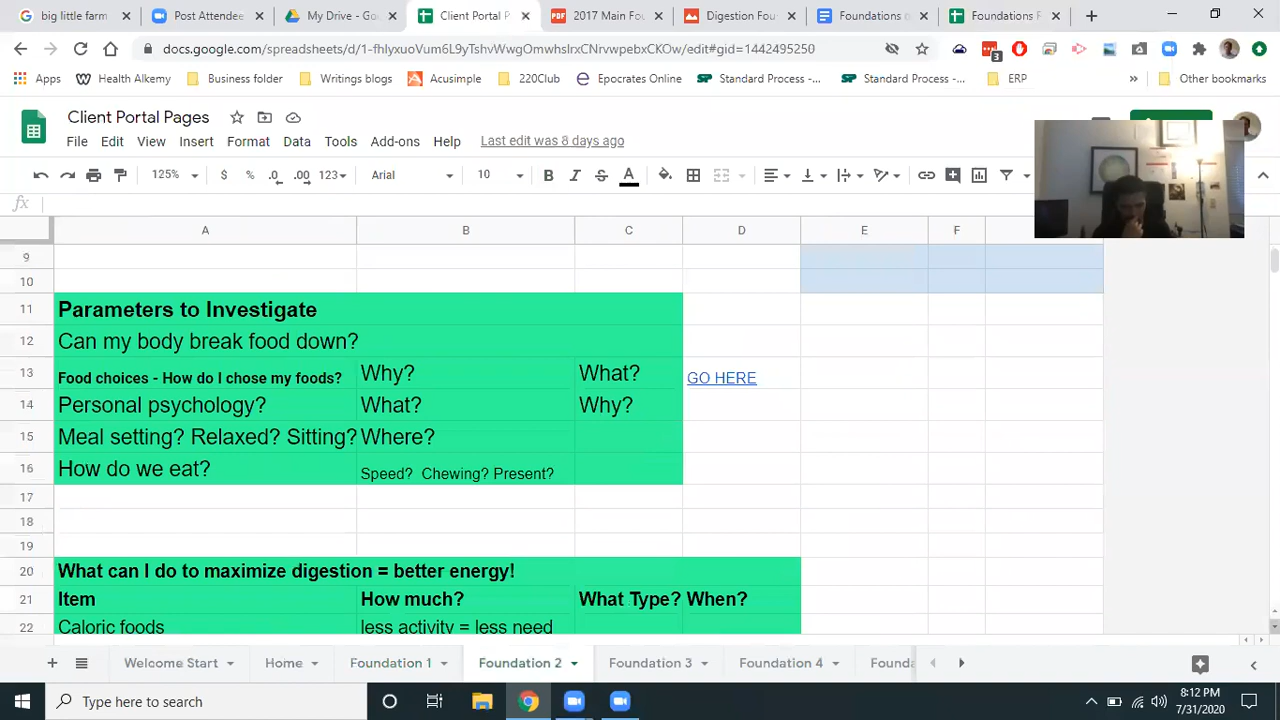 big little farm
Post Attendee
My Drive - Goo
Client Portal P
2017 Main Fou
Digestion Fou
Foundations (
Foundations R
docs.google.com/spreadsheets/d/1-fhlyxuoVum6L9yTshvWwgOmwhslrxCNrvwpebxCKOw/edit#gid=1442495250
3
Apps
Health Alkemy
Business folder
Writings blogs
Acusimple
220Club
Epocrates Online
Standard Process -...
Standard Process -...
ERP
»
Other bookmarks
Client Portal Pages
File Edit View Insert Format Data Tools Add-ons Help Last edit was 8 days ago
125% $ % .0 .00 123 Arial 10 B I S A
fx
A B C D E F
9
10
11 Parameters to Investigate
12 Can my body break food down?
13 Food choices - How do I chose my foods? Why? What? GO HERE
14 Personal psychology? What? Why?
15 Meal setting? Relaxed? Sitting? Where?
16 How do we eat? Speed? Chewing? Present?
17
18
19
20 What can I do to maximize digestion = better energy!
21 Item How much? What Type? When?
22 Caloric foods less activity = less need
Welcome Start Home Foundation 1 Foundation 2 Foundation 3 Foundation 4 Founda
Type here to search
8:12 PM
7/31/2020